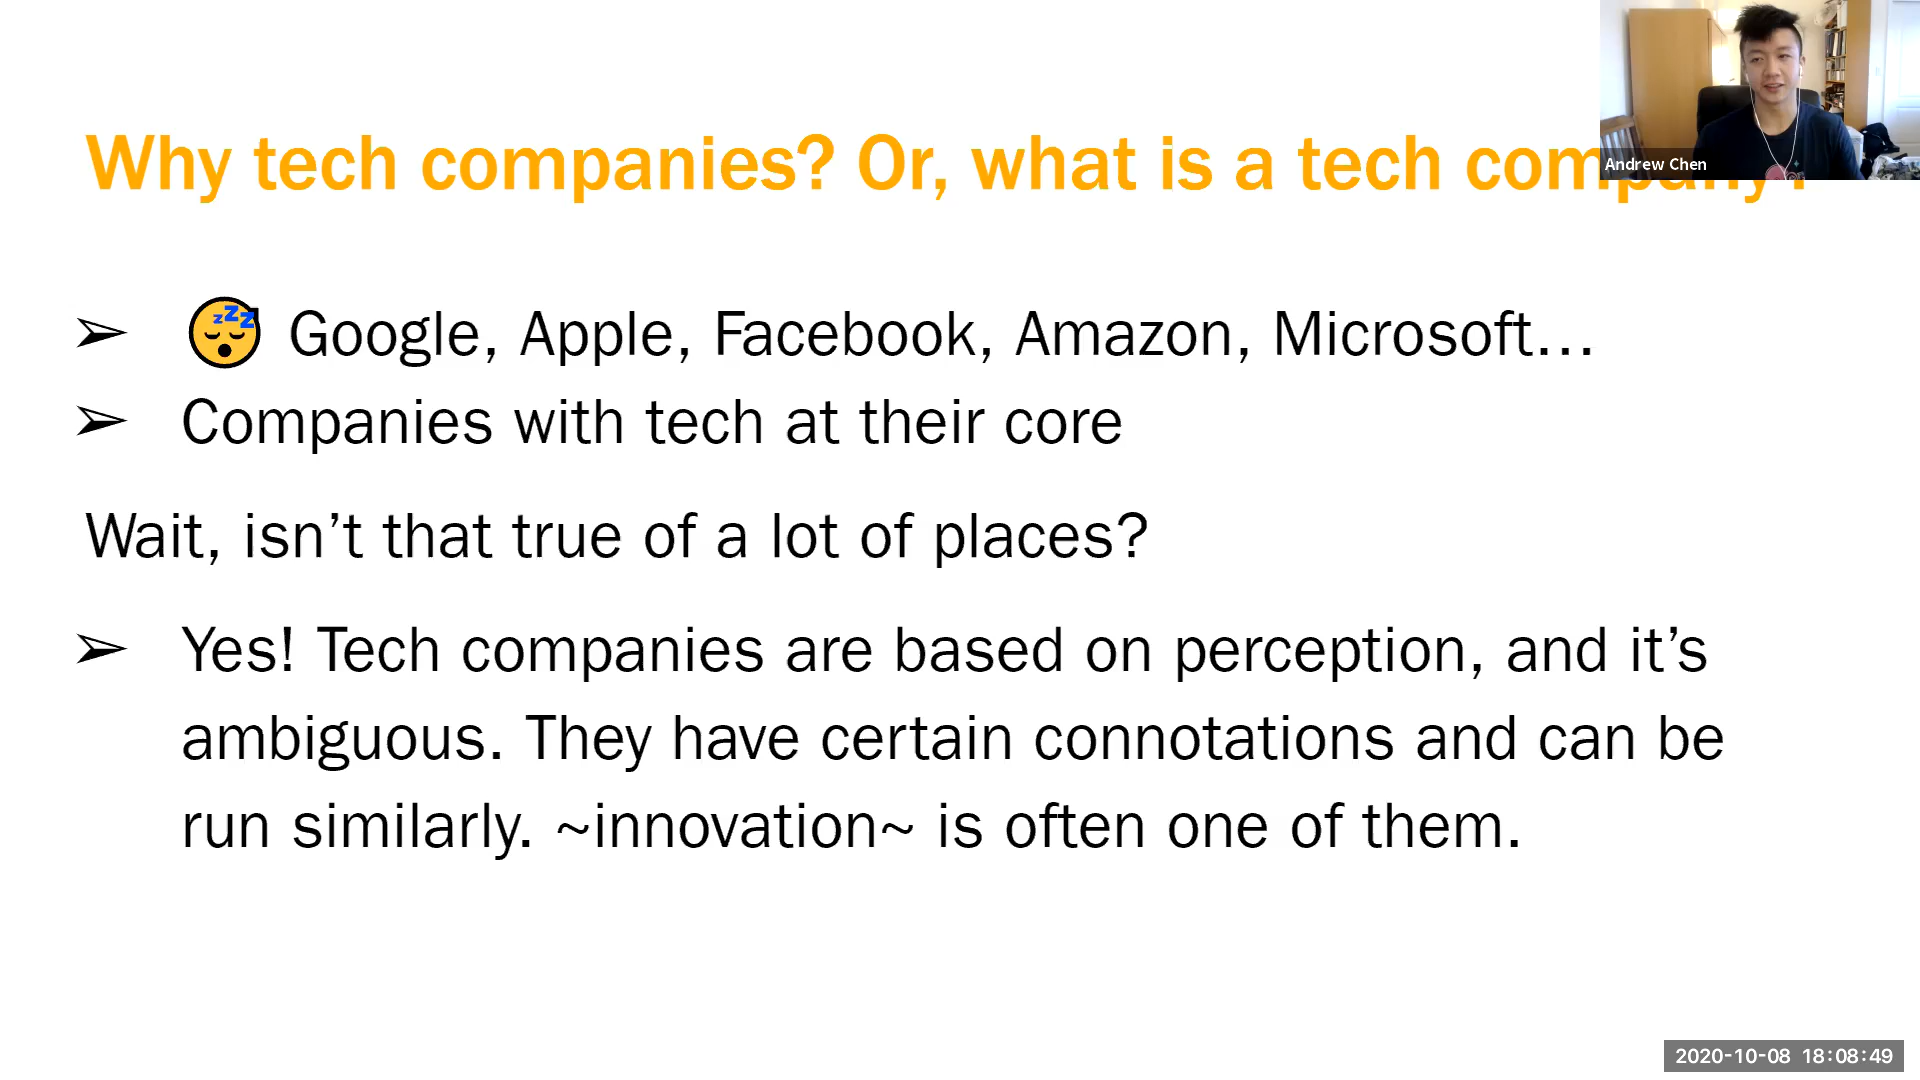 Why tech companies? Or, what is a tech company?
➢ 😴 Google, Apple, Facebook, Amazon, Microsoft…
➢ Companies with tech at their core
Wait, isn’t that true of a lot of places?
➢ Yes! Tech companies are based on perception, and it’s
ambiguous. They have certain connotations and can be
run similarly. ~innovation~ is often one of them.
Andrew Chen
2020-10-08 18:08:49